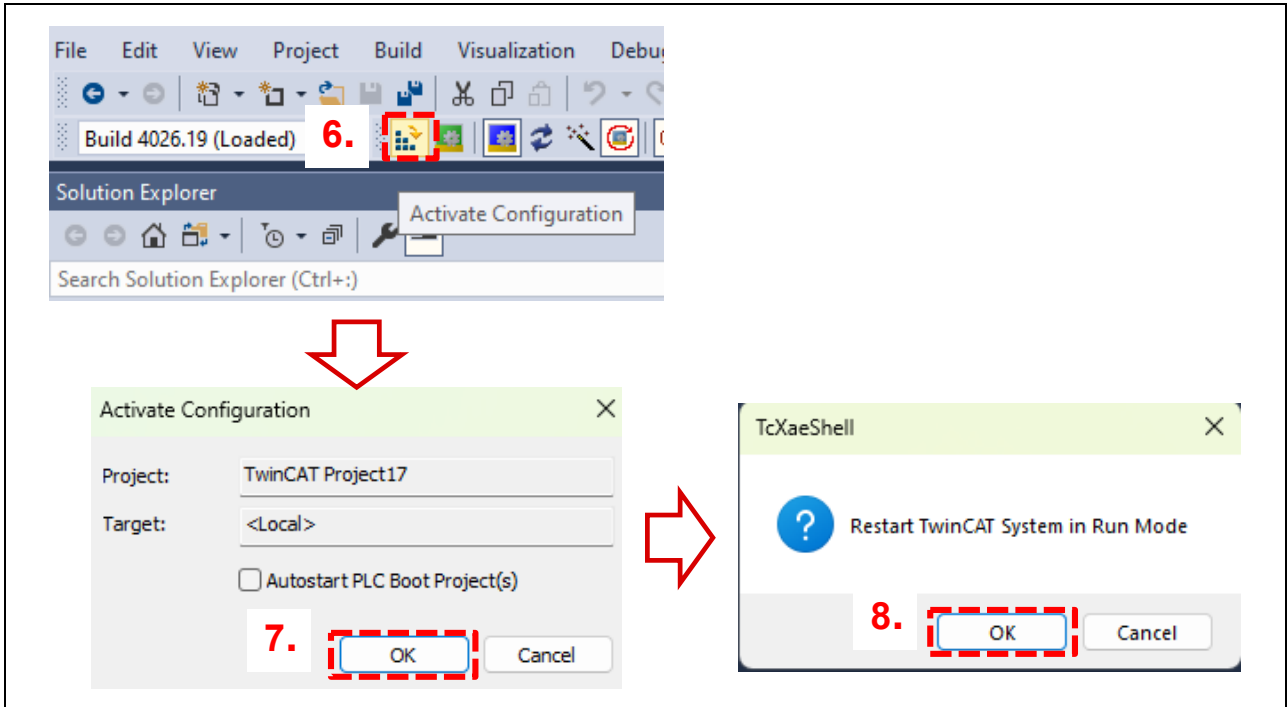 File Edit View Project Build Visualization Debug
Build 4026.19 (Loaded) 6.
Solution Explorer
Activate Configuration
Search Solution Explorer (Ctrl+:)
Activate Configuration
Project: TwinCAT Project17
Target: <Local>
Autostart PLC Boot Project(s)
7. OK Cancel
TcXaeShell
? Restart TwinCAT System in Run Mode
8. OK Cancel